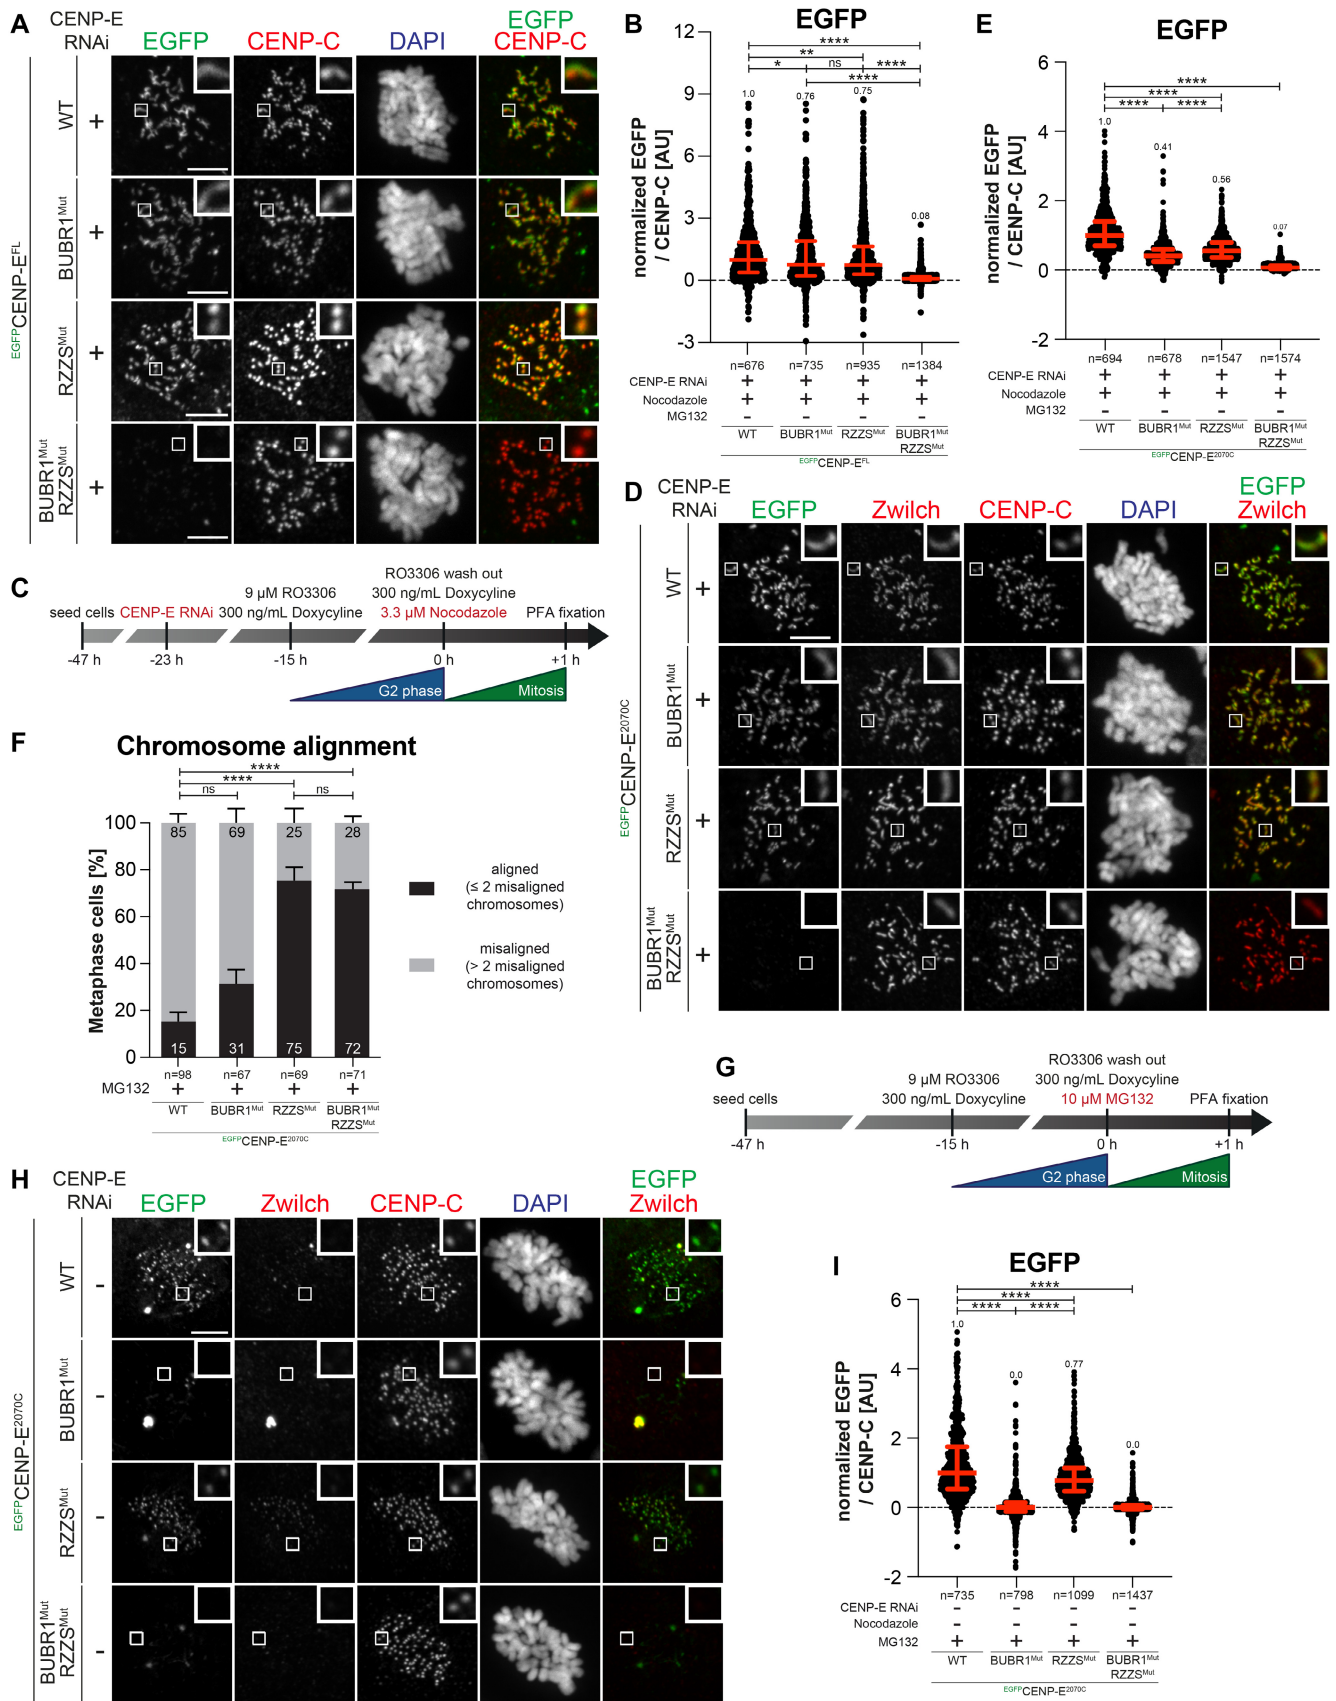 A
CENP-E
RNAi
EGFP
CENP-C
DAPI
EGFP
CENP-C
EGFPCENP-EFL
WT
+
BUBR1Mut
+
RZZSMut
+
BUBR1Mut
RZZSMut
+
B
EGFP
normalized EGFP
/ CENP-C [AU]
12
9
6
3
0
-3
****
**
* ns ****
****
1.0 0.76 0.75 0.08
n=676 n=735 n=935 n=1384
CENP-E RNAi + + + +
Nocodazole + + + +
MG132 - - - -
WT BUBR1Mut RZZSMut BUBR1Mut
RZZSMut
EGFPCENP-EFL
E
EGFP
normalized EGFP
/ CENP-C [AU]
6
4
2
0
-2
****
****
**** ****
1.0 0.41 0.56 0.07
n=694 n=678 n=1547 n=1574
CENP-E RNAi + + + +
Nocodazole + + + +
MG132 - - - -
WT BUBR1Mut RZZSMut BUBR1Mut
RZZSMut
EGFPCENP-E2070C
C
RO3306 wash out
9 µM RO3306 300 ng/mL Doxycyline
seed cells CENP-E RNAi 300 ng/mL Doxycyline 3.3 µM Nocodazole PFA fixation
-47 h -23 h -15 h 0 h +1 h
G2 phase Mitosis
D
CENP-E
RNAi
EGFP
Zwilch
CENP-C
DAPI
EGFP
Zwilch
EGFPCENP-E2070C
WT
+
BUBR1Mut
+
RZZSMut
+
BUBR1Mut
RZZSMut
+
F
Chromosome alignment
Metaphase cells [%]
****
****
ns ns
100
80
60
40
20
0
85 69 25 28
15 31 75 72
n=98 n=67 n=69 n=71
MG132 + + + +
WT BUBR1Mut RZZSMut BUBR1Mut
RZZSMut
EGFPCENP-E2070C
aligned
(≤ 2 misaligned
chromosomes)
misaligned
(> 2 misaligned
chromosomes)
G
RO3306 wash out
9 µM RO3306 300 ng/mL Doxycyline
seed cells 300 ng/mL Doxycyline 10 µM MG132 PFA fixation
-47 h -15 h 0 h +1 h
G2 phase Mitosis
H
CENP-E
RNAi
EGFP
Zwilch
CENP-C
DAPI
EGFP
Zwilch
EGFPCENP-E2070C
WT
-
BUBR1Mut
-
RZZSMut
-
BUBR1Mut
RZZSMut
-
I
EGFP
normalized EGFP
/ CENP-C [AU]
6
4
2
0
-2
****
****
**** ****
1.0 0.0 0.77 0.0
n=735 n=798 n=1099 n=1437
CENP-E RNAi - - - -
Nocodazole - - - -
MG132 + + + +
WT BUBR1Mut RZZSMut BUBR1Mut
RZZSMut
EGFPCENP-E2070C